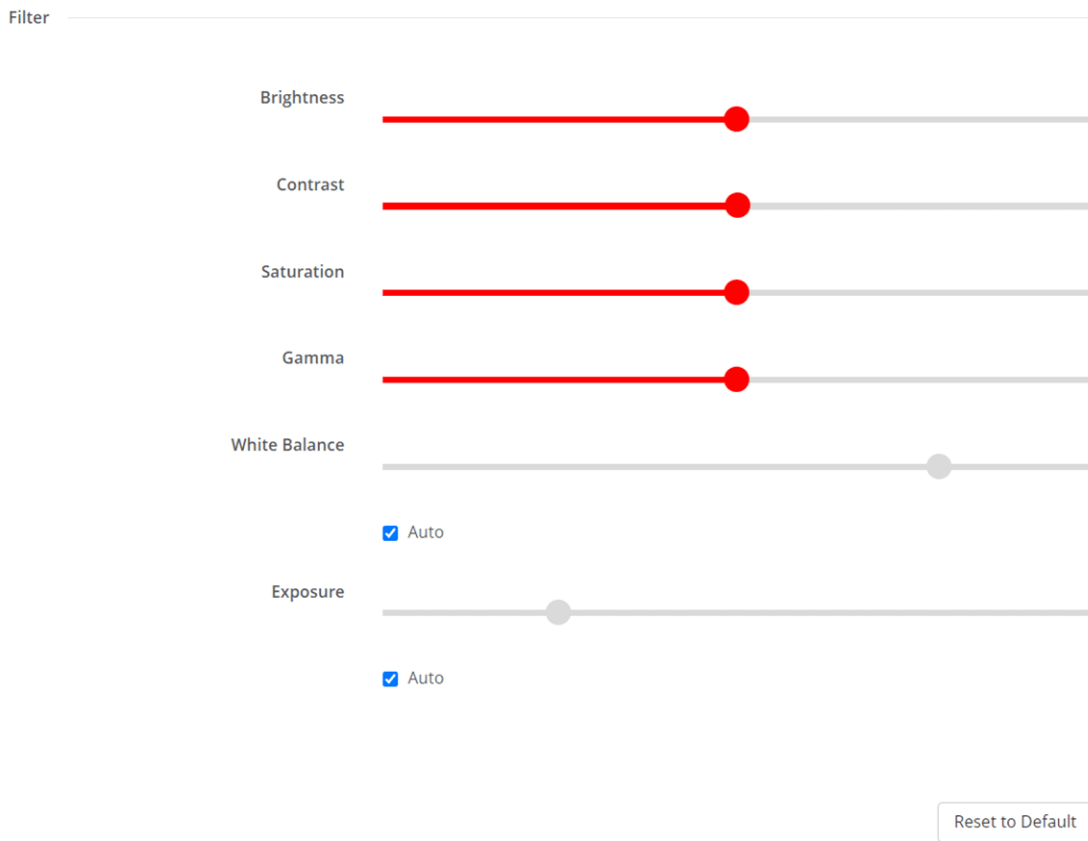 Filter
Brightness
Contrast
Saturation
Gamma
White Balance
Auto
Exposure
Auto
Reset to Default